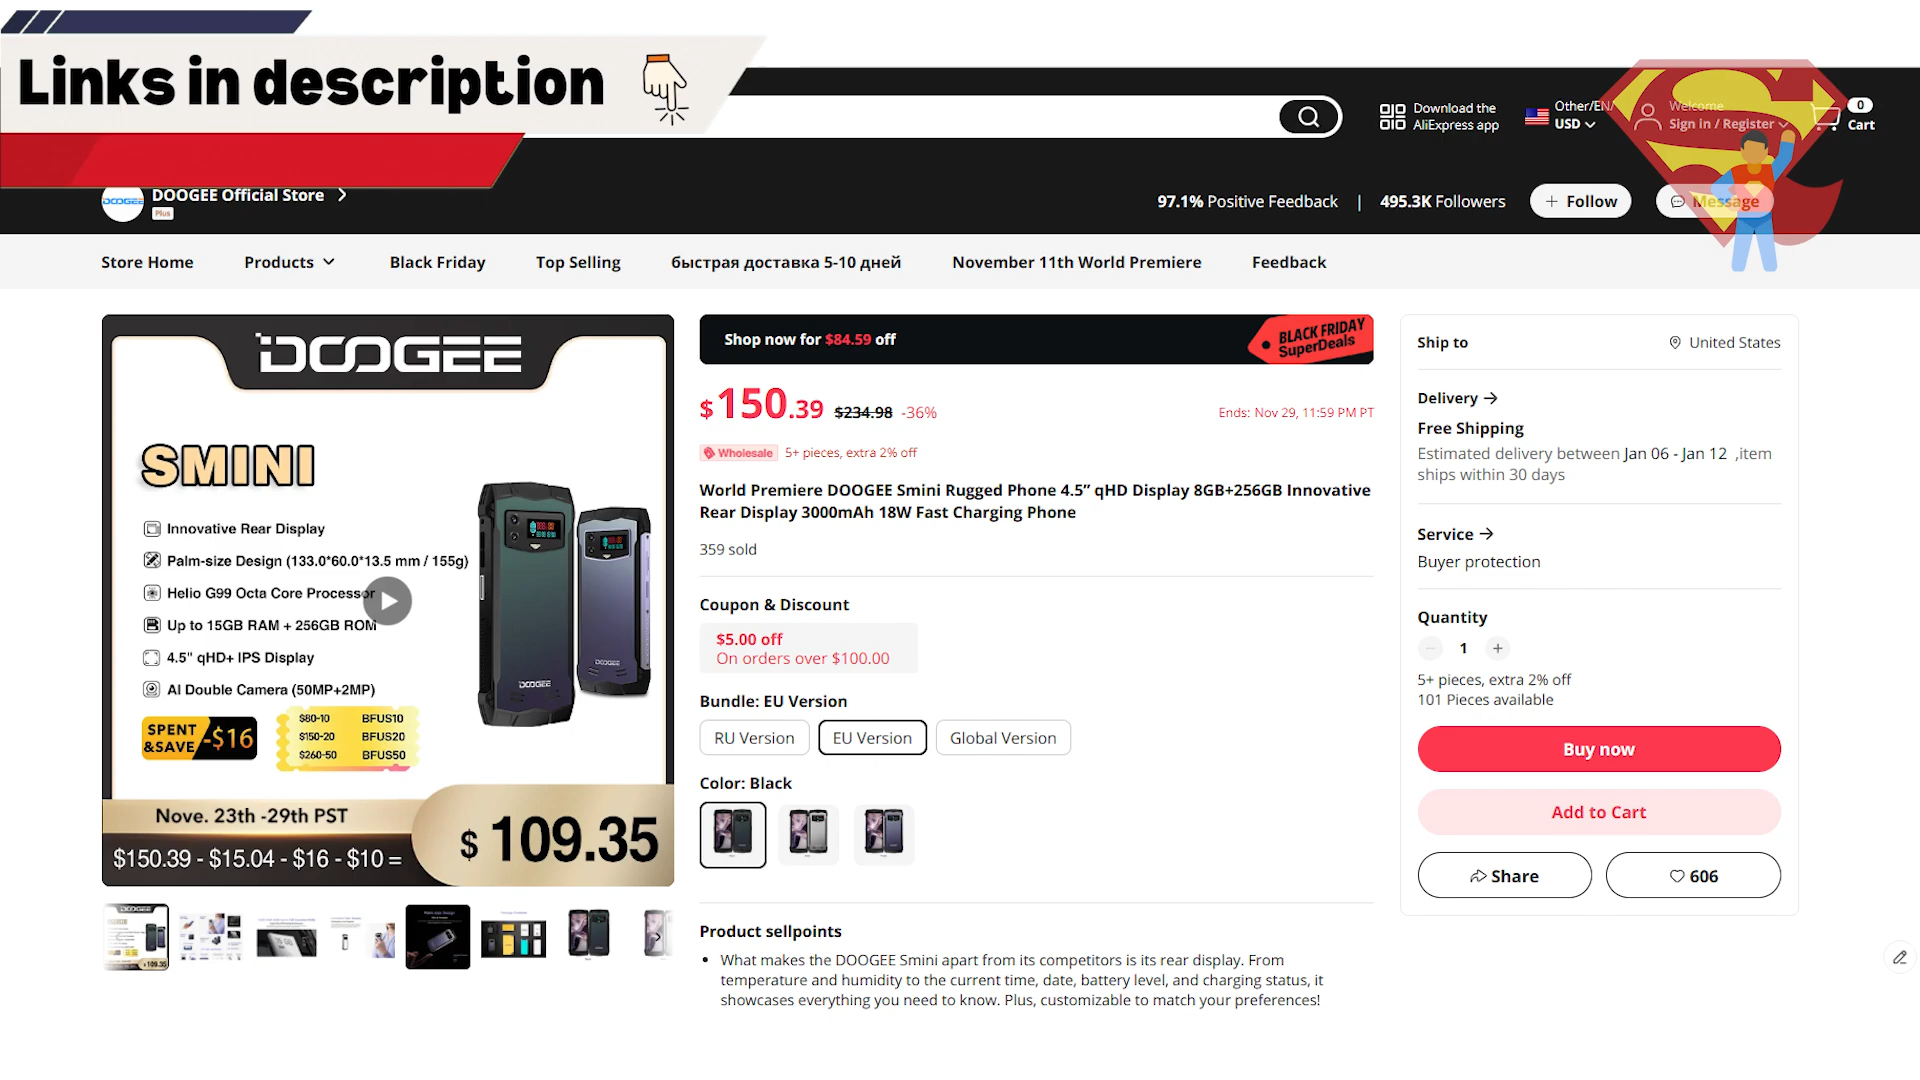 Links in description
Download the
AliExpress app
Other/EN/
USD
Welcome
Sign in / Register
0
Cart
DOOGEE
DOOGEE Official Store
Plus
97.1% Positive Feedback | 495.3K Followers
+ Follow
Message
Store Home
Products
Black Friday
Top Selling
быстрая доставка 5-10 дней
November 11th World Premiere
Feedback
DOOGEE
SMINI
Innovative Rear Display
Palm-size Design (133.0*60.0*13.5 mm / 155g)
Helio G99 Octa Core Processor
Up to 15GB RAM + 256GB ROM
4.5" qHD+ IPS Display
AI Double Camera (50MP+2MP)
SPENT
&SAVE -$16
$80-10 BFUS10
$150-20 BFUS20
$260-50 BFUS50
DOOGEE
DOOGEE
Nove. 23th -29th PST
$150.39 - $15.04 - $16 - $10 =
$ 109.35
Shop now for $84.59 off
BLACK FRIDAY
SuperDeals
$150.39 $234.98 -36%
Ends: Nov 29, 11:59 PM PT
Wholesale 5+ pieces, extra 2% off
World Premiere DOOGEE Smini Rugged Phone 4.5” qHD Display 8GB+256GB Innovative
Rear Display 3000mAh 18W Fast Charging Phone
359 sold
Coupon & Discount
$5.00 off
On orders over $100.00
Bundle: EU Version
RU Version
EU Version
Global Version
Color: Black
Product sellpoints
• What makes the DOOGEE Smini apart from its competitors is its rear display. From
temperature and humidity to the current time, date, battery level, and charging status, it
showcases everything you need to know. Plus, customizable to match your preferences!
Ship to
United States
Delivery
Free Shipping
Estimated delivery between Jan 06 - Jan 12 ,item
ships within 30 days
Service
Buyer protection
Quantity
1
5+ pieces, extra 2% off
101 Pieces available
Buy now
Add to Cart
Share
606